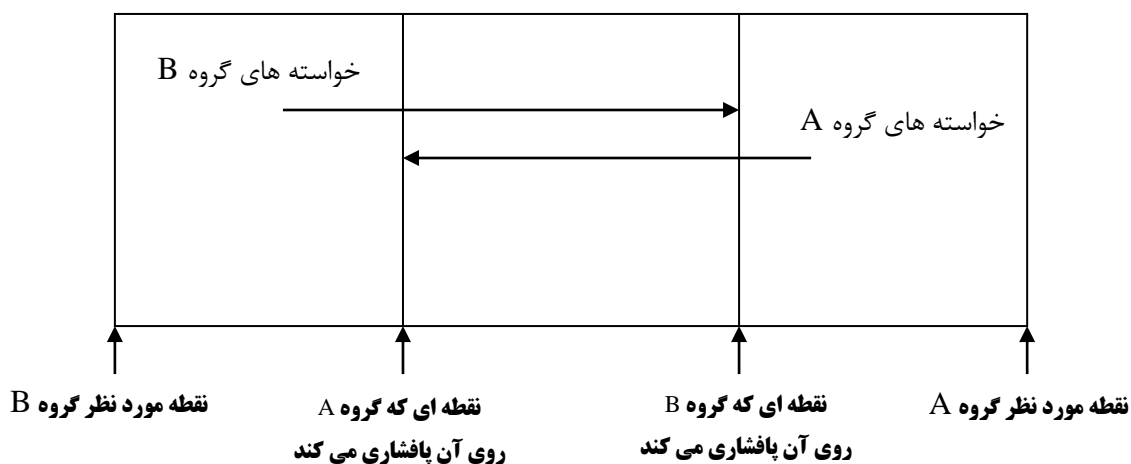 خواسته های گروه B
خواسته های گروه A
نقطه مورد نظر گروه A
نقطه ای که گروه B
روی آن پافشاری می کند
نقطه ای که گروه A
روی آن پافشاری می کند
نقطه مورد نظر گروه B